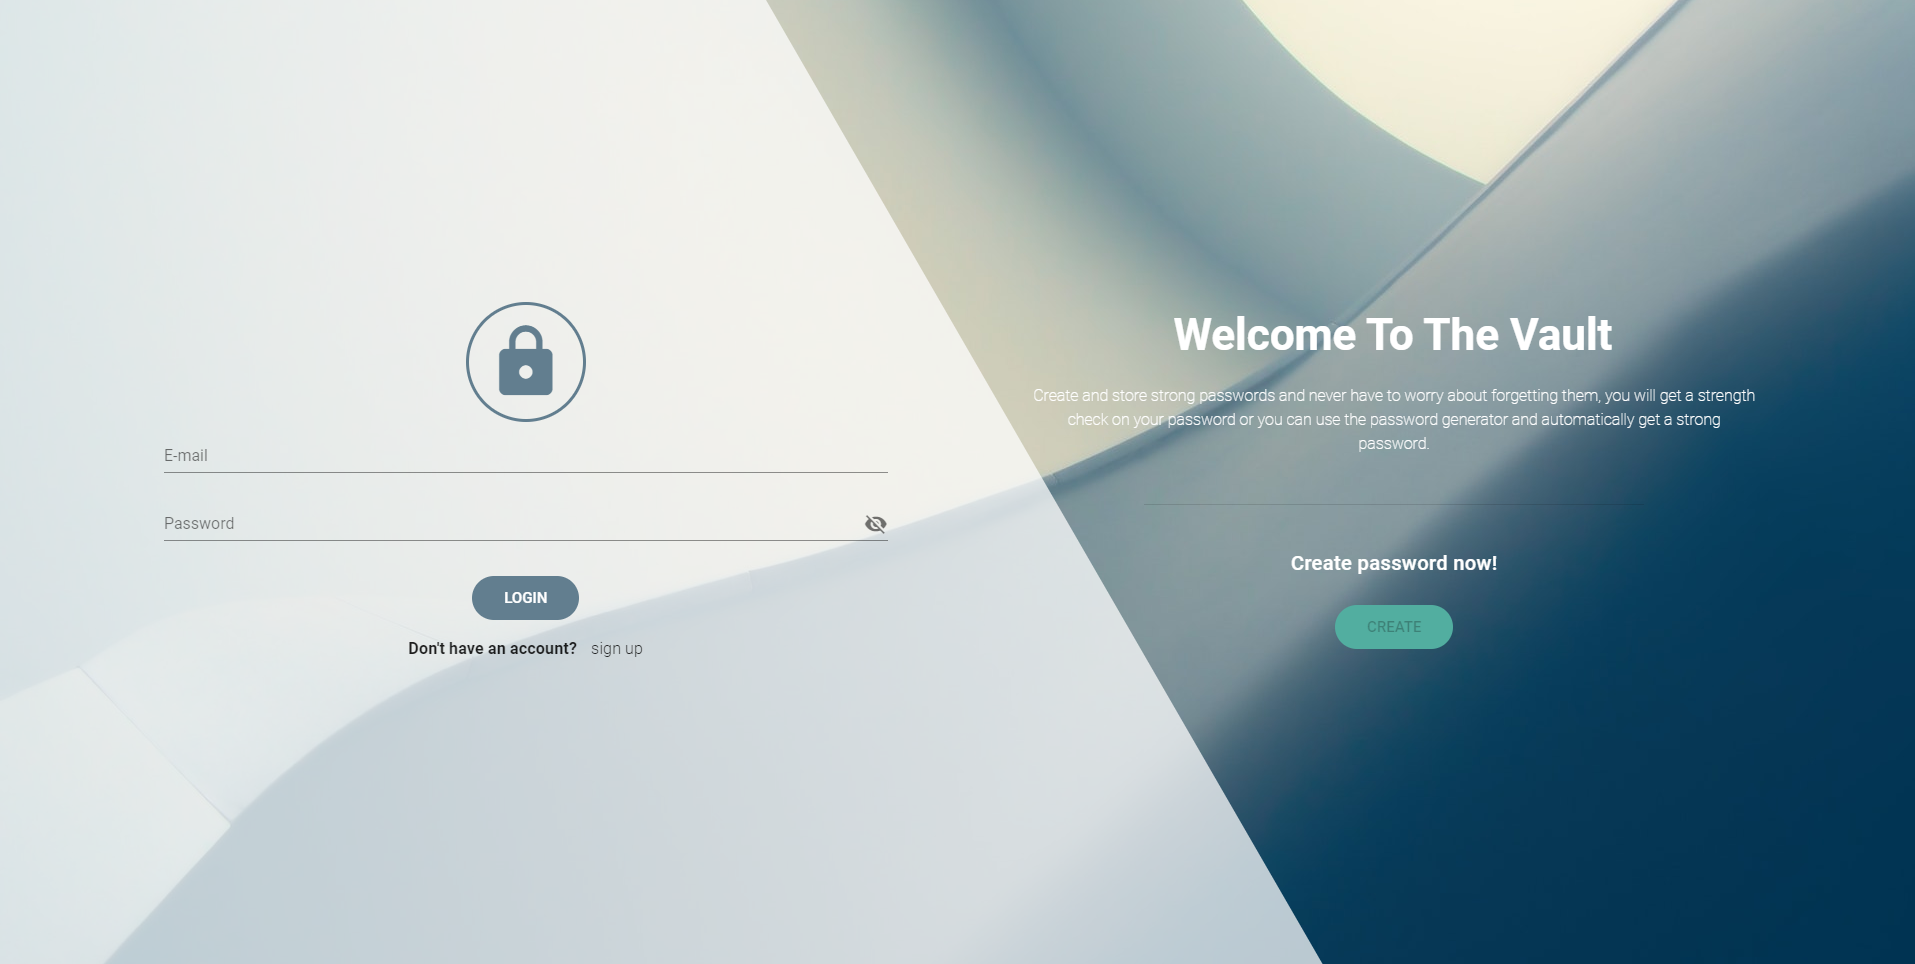 E-mail
Password
LOGIN
Don't have an account? sign up
Welcome To The Vault
Create and store strong passwords and never have to worry about forgetting them, you will get a strength
check on your password or you can use the password generator and automatically get a strong
password.
Create password now!
CREATE